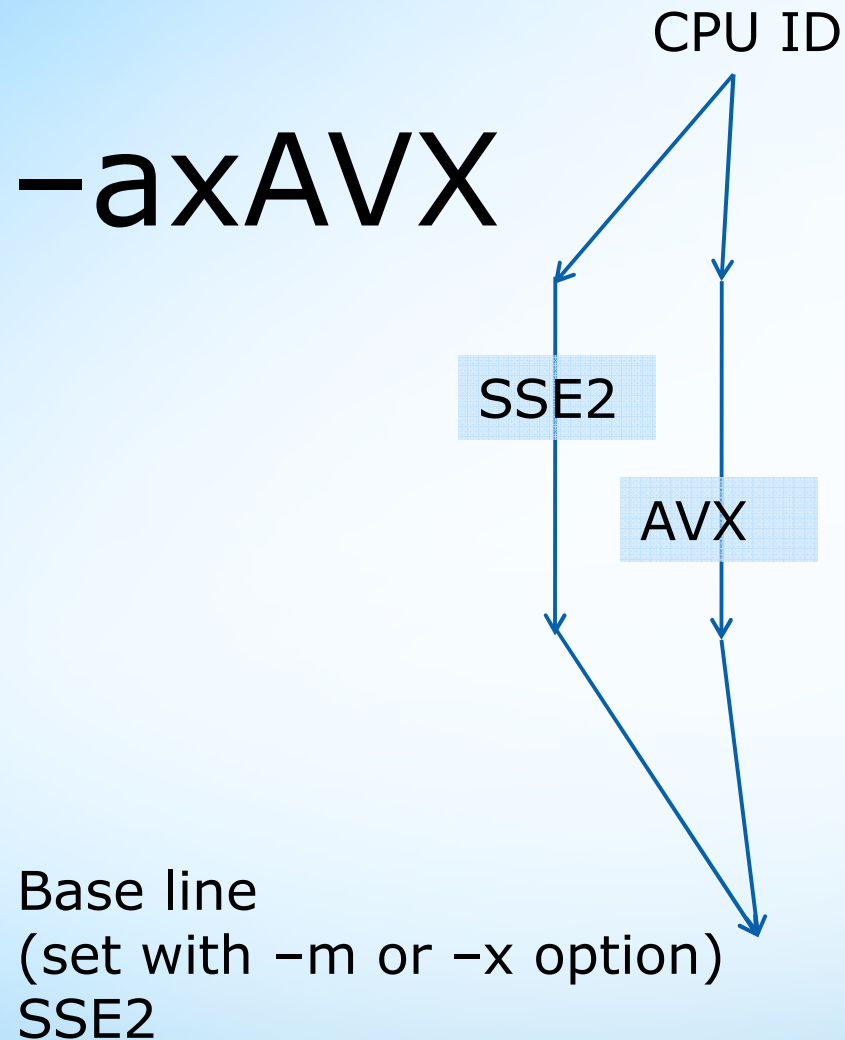 CPU ID
–axAVX
SSE2
AVX
Base line
(set with –m or –x option)
SSE2